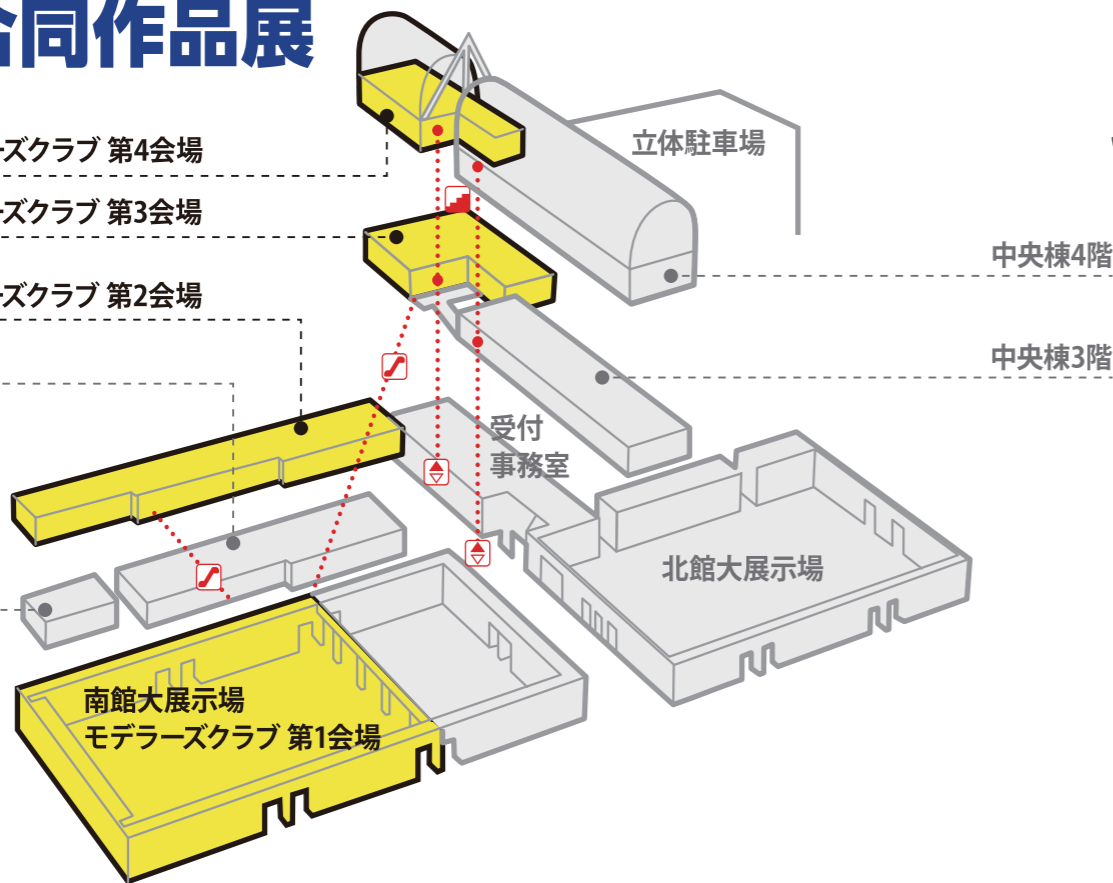 合同作品展
ーズクラブ 第4会場
立体駐車場
ーズクラブ 第3会場
中央棟4階
ーズクラブ 第2会場
中央棟3階
受付
事務室
北館大展示場
南館大展示場
モデラーズクラブ 第1会場